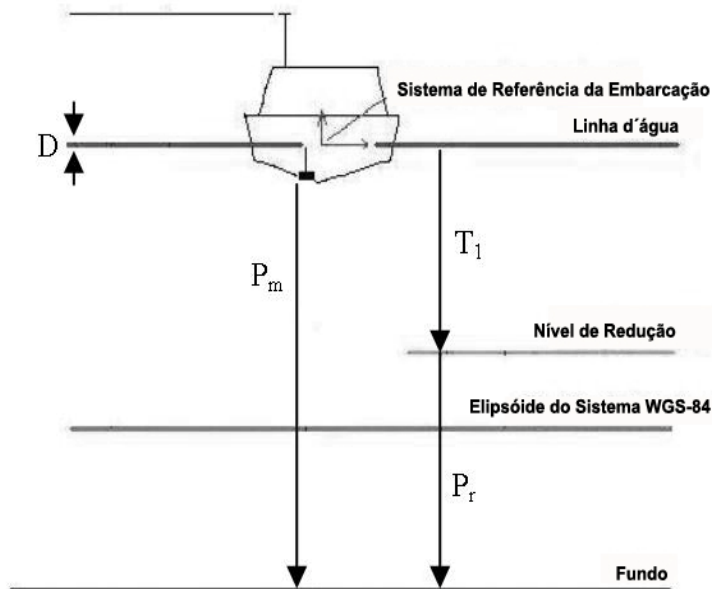 Sistema de Referência da Embarcação
Linha d´água
D
T1
Pm
Nível de Redução
Elipsóide do Sistema WGS-84
Pr
Fundo